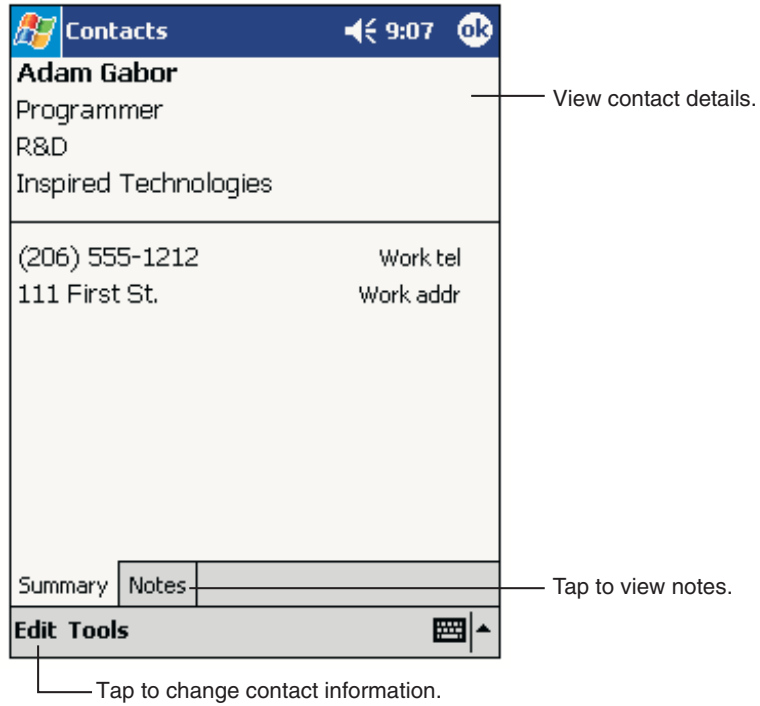 Contacts 9:07 ok
Adam Gabor
Programmer
R&D
Inspired Technologies
View contact details.
(206) 555-1212 Work tel
111 First St. Work addr
Summary Notes
Tap to view notes.
Edit Tools
Tap to change contact information.